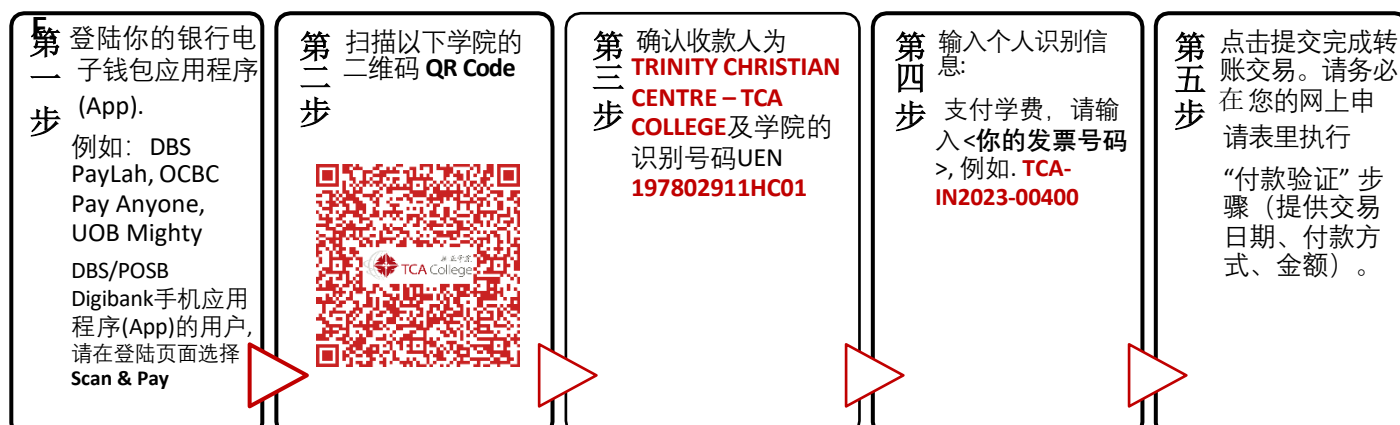 F
第一步
登陆你的银行电
子钱包应用程序
(App).
例如：DBS
PayLah, OCBC
Pay Anyone,
UOB Mighty
DBS/POSB
Digibank手机应用
程序(App)的用户,
请在登陆页面选择
Scan & Pay
第二步
扫描以下学院的
二维码 QR Code
TCA College
第三步
确认收款人为
TRINITY CHRISTIAN
CENTRE – TCA
COLLEGE及学院的
识别号码UEN
197802911HC01
第四步
输入个人识别信
息:
支付学费，请输
入<你的发票号码
>, 例如. TCA-
IN2023-00400
第五步
点击提交完成转
账交易。请务必
在 您的网上申
请表里执行
“付款验证” 步
骤（提供交易
日期、付款方
式、金额）。